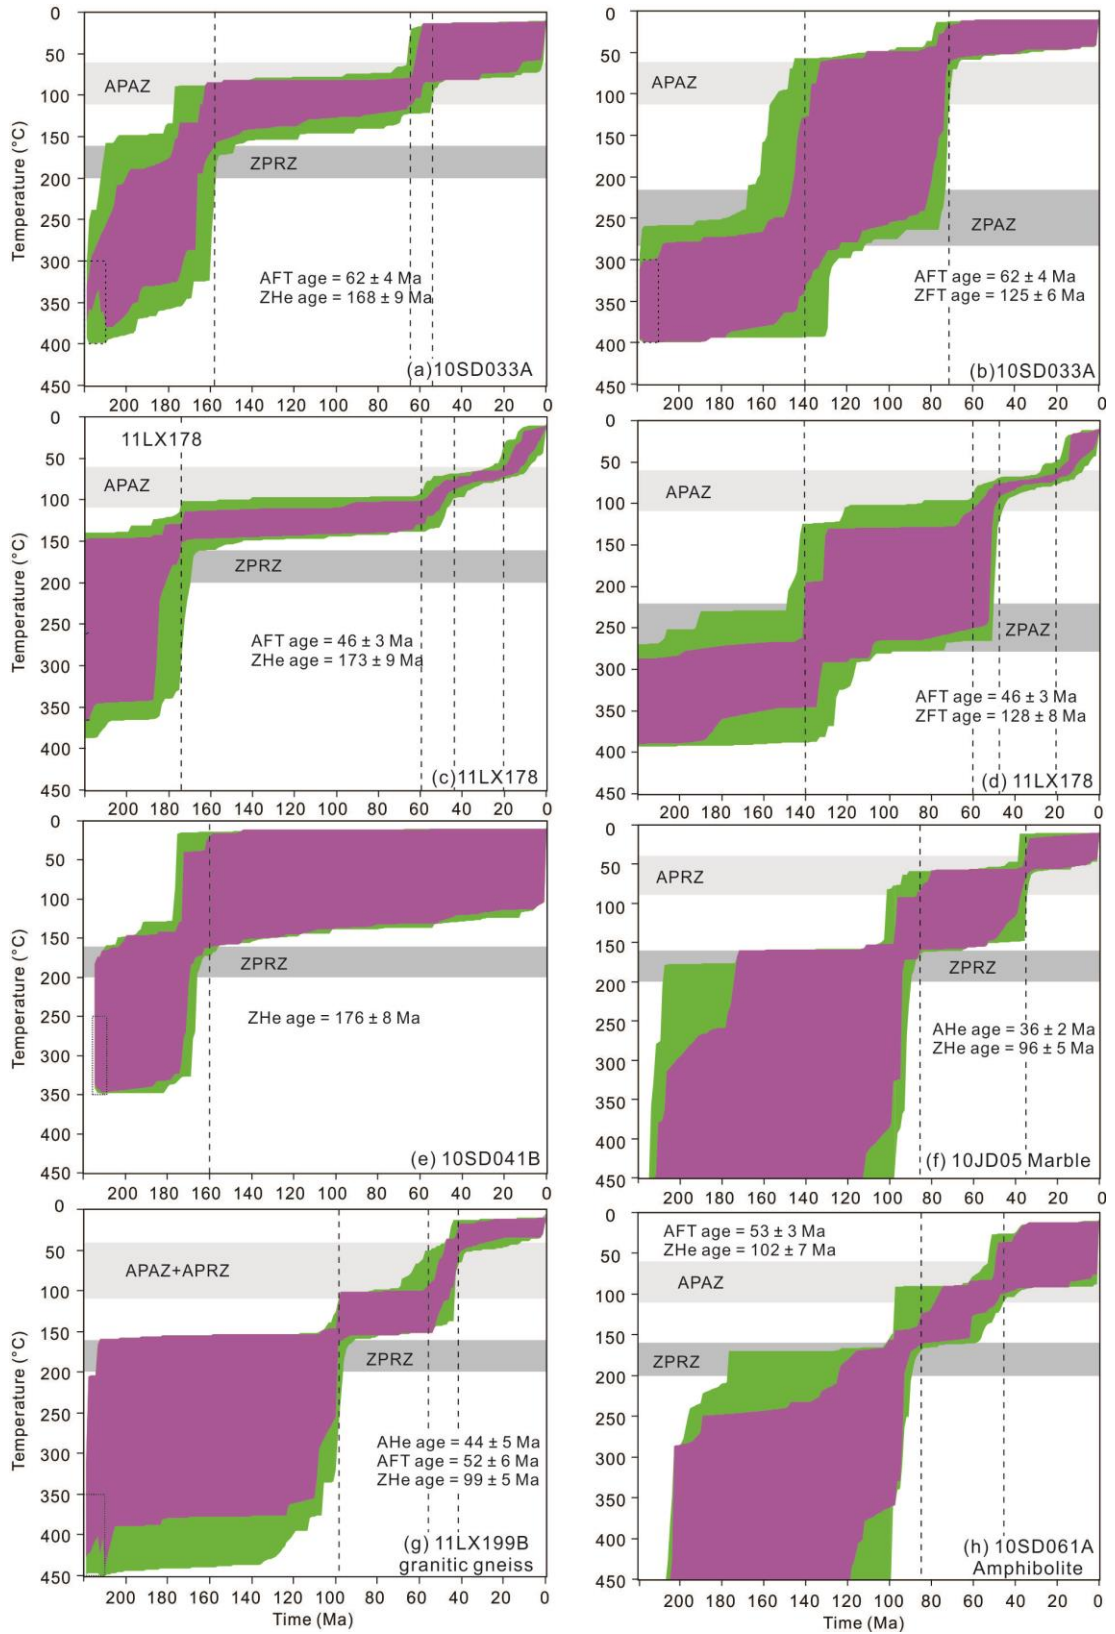 0
50
100
150
200
250
300
350
400
450
Temperature (°C)
APAZ
ZPRZ
AFT age = 62 ± 4 Ma
ZHe age = 168 ± 9 Ma
(a)10SD033A
200 180 160 140 120 100 80 60 40 20 0
0
50
100
150
200
250
300
350
400
450
APAZ
ZPAZ
AFT age = 62 ± 4 Ma
ZFT age = 125 ± 6 Ma
(b)10SD033A
200 180 160 140 120 100 80 60 40 20 0
0
50
100
150
200
250
300
350
400
450
Temperature (°C)
11LX178
APAZ
ZPRZ
AFT age = 46 ± 3 Ma
ZHe age = 173 ± 9 Ma
(c)11LX178
200 180 160 140 120 100 80 60 40 20 0
0
50
100
150
200
250
300
350
400
450
APAZ
ZPAZ
AFT age = 46 ± 3 Ma
ZFT age = 128 ± 8 Ma
(d) 11LX178
200 180 160 140 120 100 80 60 40 20 0
0
50
100
150
200
250
300
350
400
450
Temperature (°C)
ZPRZ
ZHe age = 176 ± 8 Ma
(e) 10SD041B
200 180 160 140 120 100 80 60 40 20 0
0
50
100
150
200
250
300
350
400
450
APRZ
ZPRZ
AHe age = 36 ± 2 Ma
ZHe age = 96 ± 5 Ma
(f) 10JD05 Marble
200 180 160 140 120 100 80 60 40 20 0
0
50
100
150
200
250
300
350
400
450
Temperature (°C)
APAZ+APRZ
ZPRZ
AHe age = 44 ± 5 Ma
AFT age = 52 ± 6 Ma
ZHe age = 99 ± 5 Ma
(g) 11LX199B
granitic gneiss
200 180 160 140 120 100 80 60 40 20 0
Time (Ma)
0
50
100
150
200
250
300
350
400
450
AFT age = 53 ± 3 Ma
ZHe age = 102 ± 7 Ma
APAZ
ZPRZ
(h) 10SD061A
Amphibolite
200 180 160 140 120 100 80 60 40 20 0
Time (Ma)